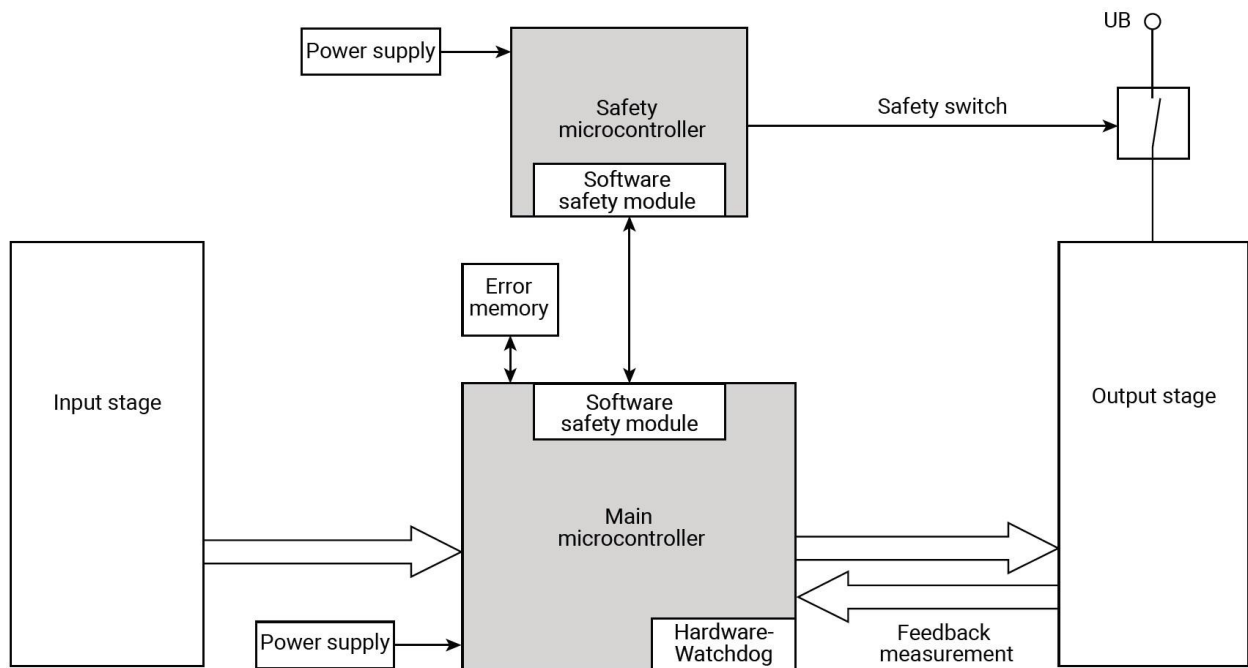 UB
Power supply
Safety
microcontroller
Safety switch
Software
safety module
Error
memory
Input stage
Software
safety module
Output stage
Main
microcontroller
Power supply
Hardware-
Watchdog
Feedback
measurement